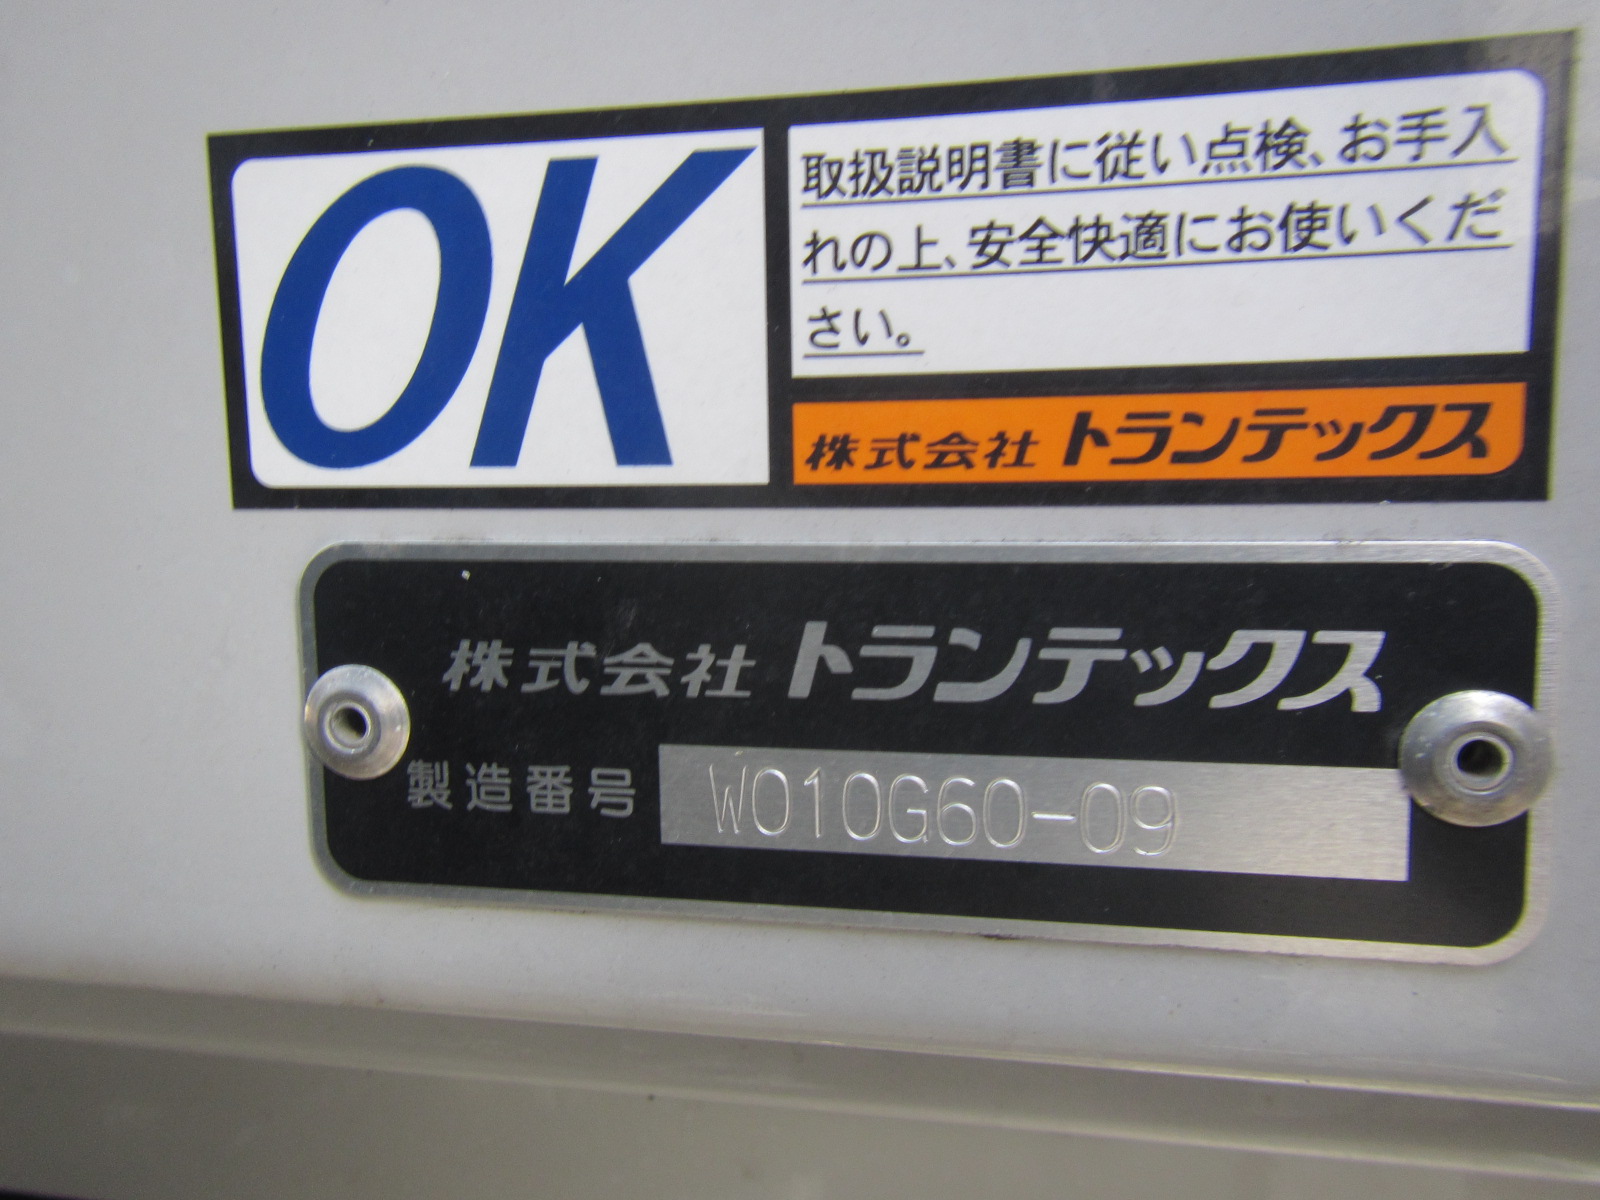 OK
取扱説明書に従い点検、お手入
れの上、安全快適にお使いくだ
さい。
株式会社 トランテックス
株式会社 トランテックス
製造番号 W010G60-09